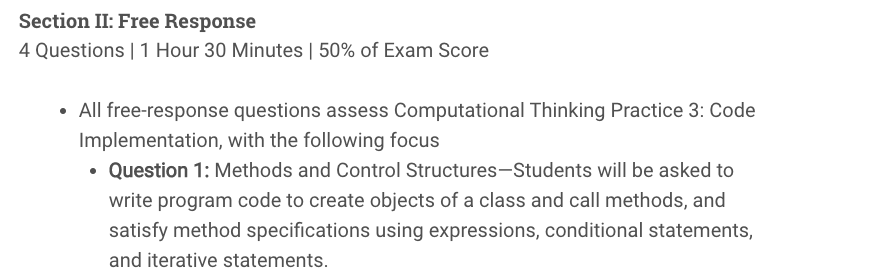 Section II: Free Response
4 Questions | 1 Hour 30 Minutes | 50% of Exam Score
• All free-response questions assess Computational Thinking Practice 3: Code
Implementation, with the following focus
• Question 1: Methods and Control Structures—Students will be asked to
write program code to create objects of a class and call methods, and
satisfy method specifications using expressions, conditional statements,
and iterative statements.